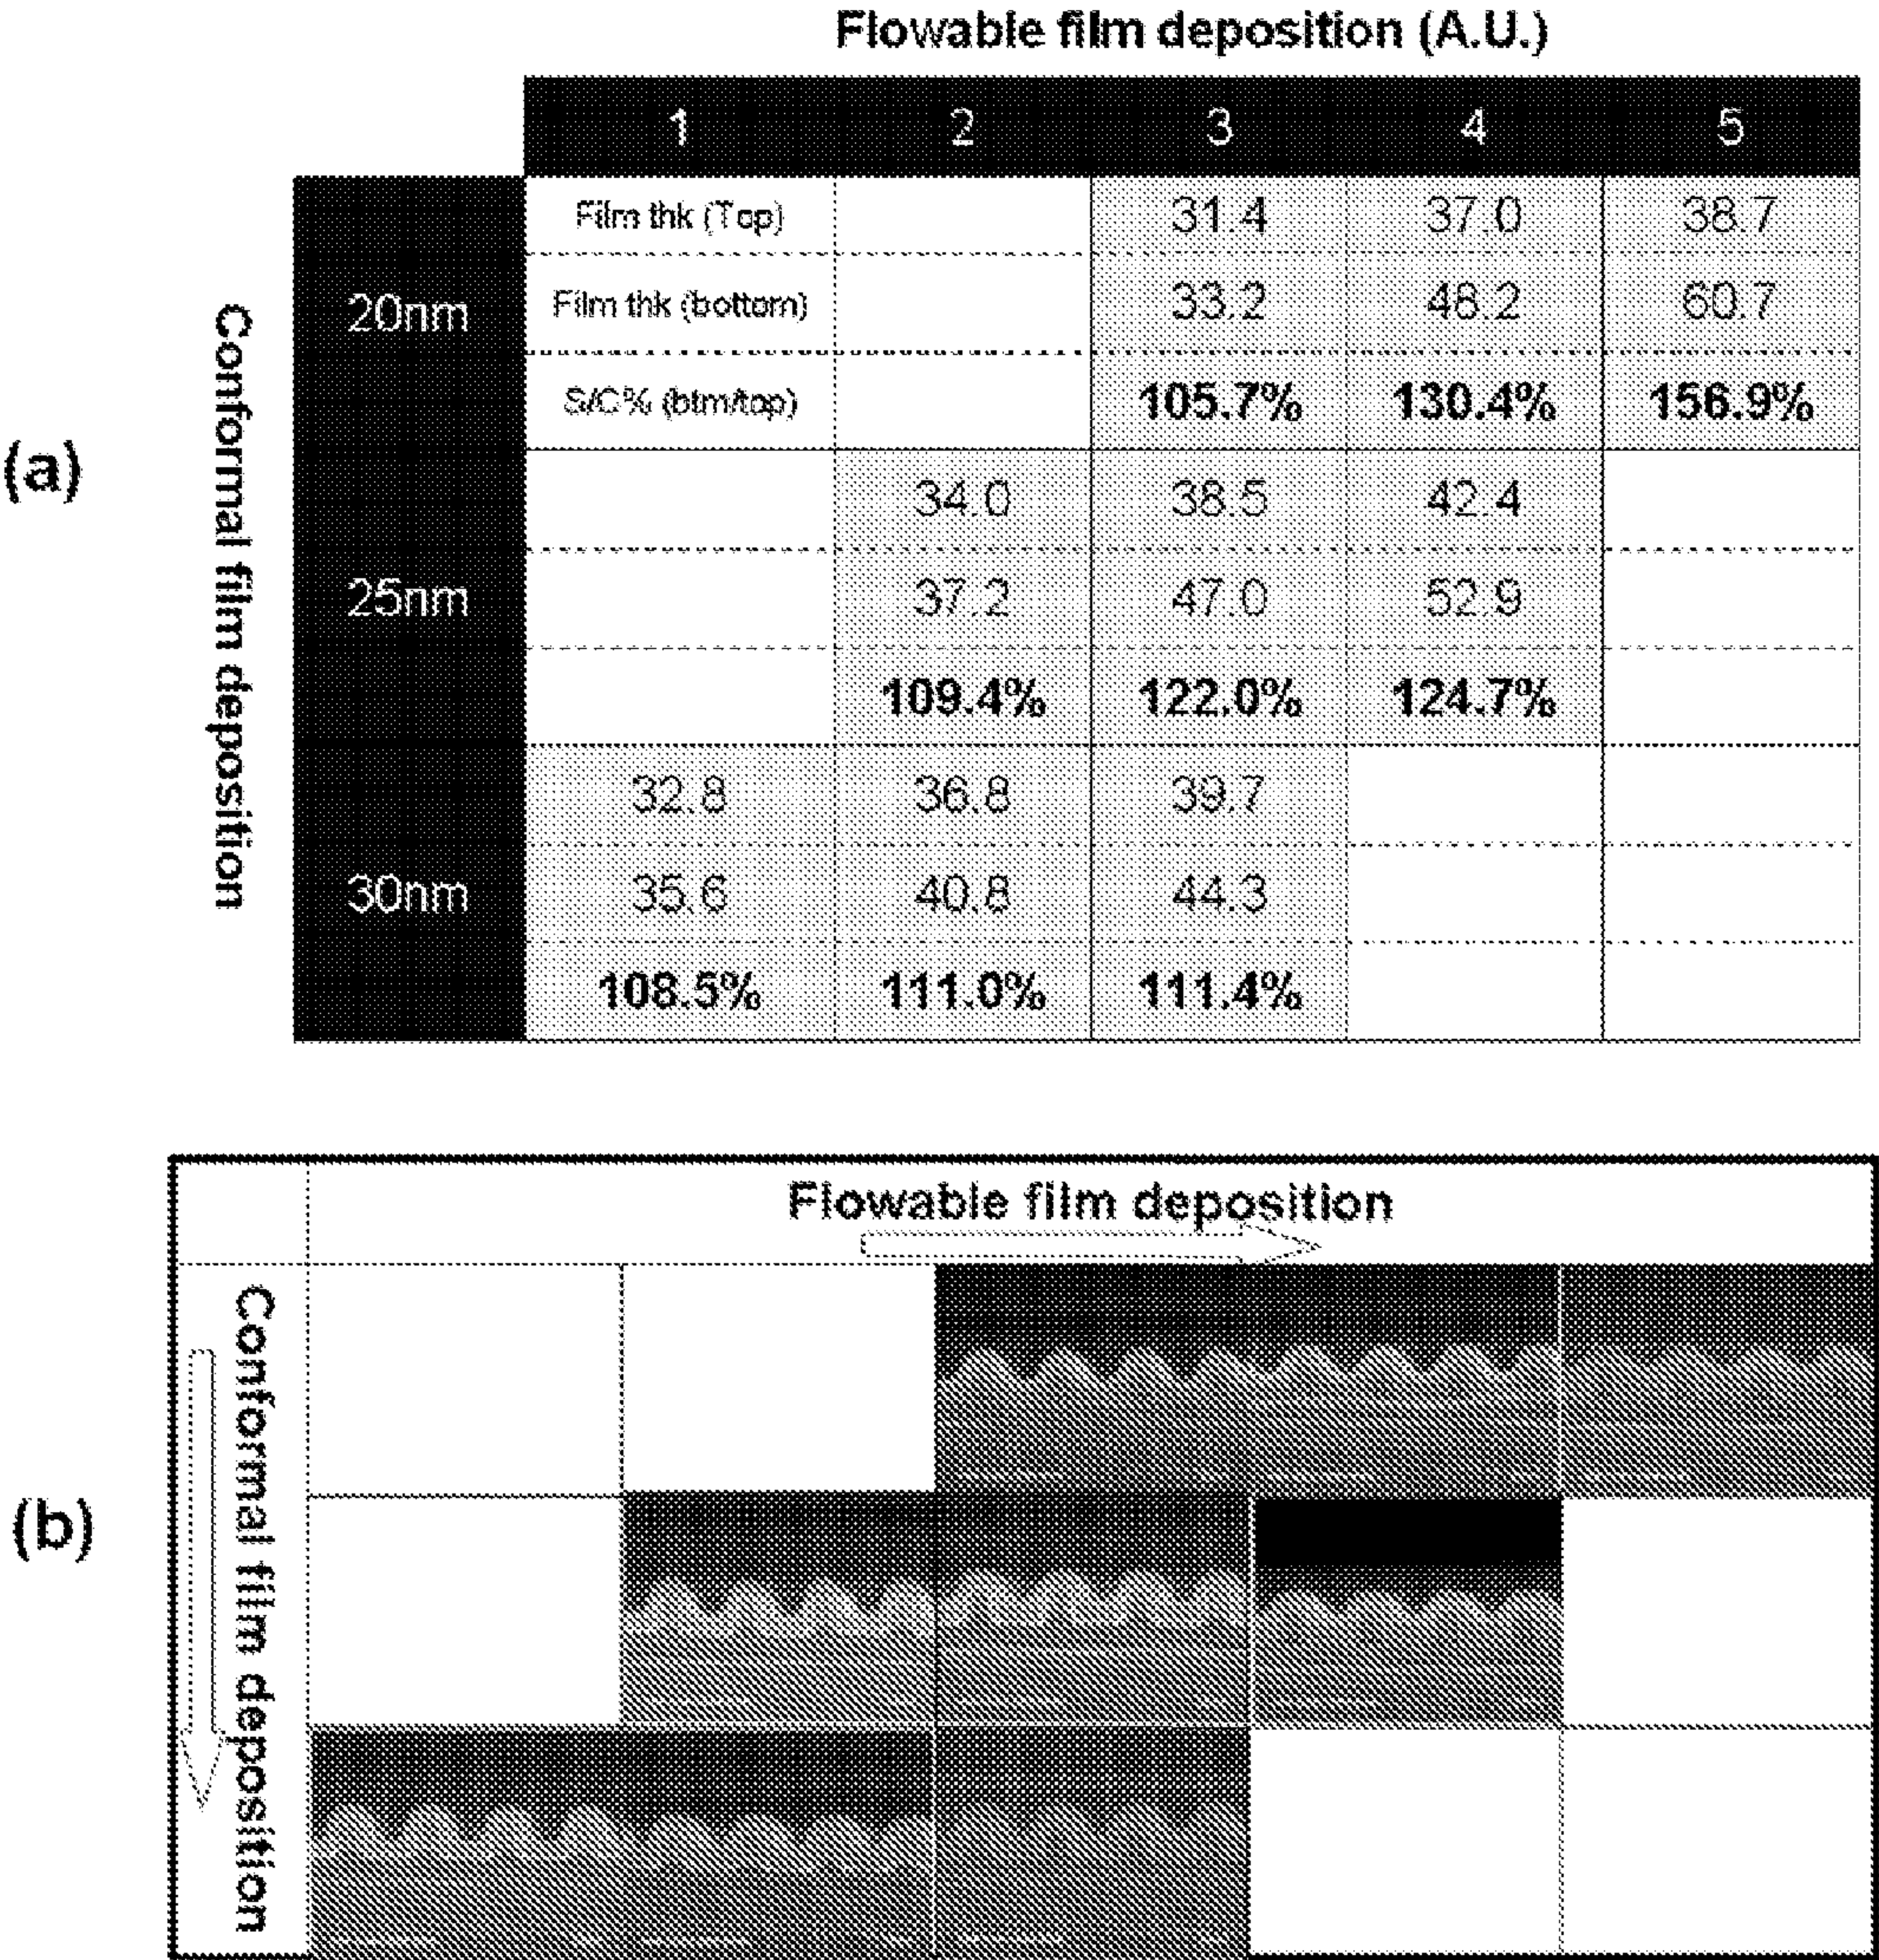 Flowable film deposition (A.U.)
1 2 3 4 5
(a)
Conformal film deposition
20nm
Film thk (Top) 31.4 37.0 38.7
Film thk (bottom) 33.2 48.2 60.7
S/C% (btm/top) 105.7% 130.4% 156.9%
25nm
34.0 38.5 42.4
37.2 47.0 52.9
109.4% 122.0% 124.7%
30nm
32.8 36.8 39.7
35.6 40.8 44.3
108.5% 111.0% 111.4%
(b)
Flowable film deposition
Conformal film deposition